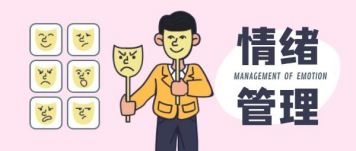 情绪
MANAGEMENT OF EMOTION
管理